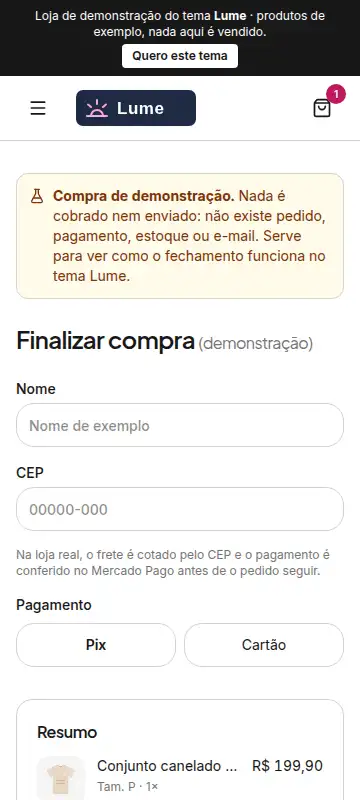 Loja de demonstração do tema Lume · produtos de
exemplo, nada aqui é vendido.
Quero este tema
Lume
1
Compra de demonstração. Nada é
cobrado nem enviado: não existe pedido,
pagamento, estoque ou e-mail. Serve
para ver como o fechamento funciona no
tema Lume.
Finalizar compra (demonstração)
Nome
Nome de exemplo
CEP
00000-000
Na loja real, o frete é cotado pelo CEP e o pagamento é
conferido no Mercado Pago antes de o pedido seguir.
Pagamento
Pix
Cartão
Resumo
Conjunto canelado ... R$ 199,90
Tam. P · 1×